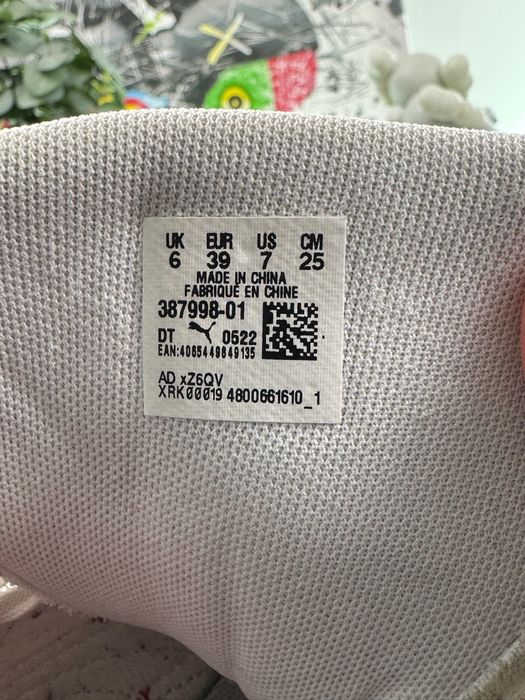 UK EUR US CM
6 39 7 25
MADE IN CHINA
FABRIQUÉ EN CHINE
387998-01
DT 0522
EAN:4065449849135
AD xZ6QV
XRK00019 4800661610_1